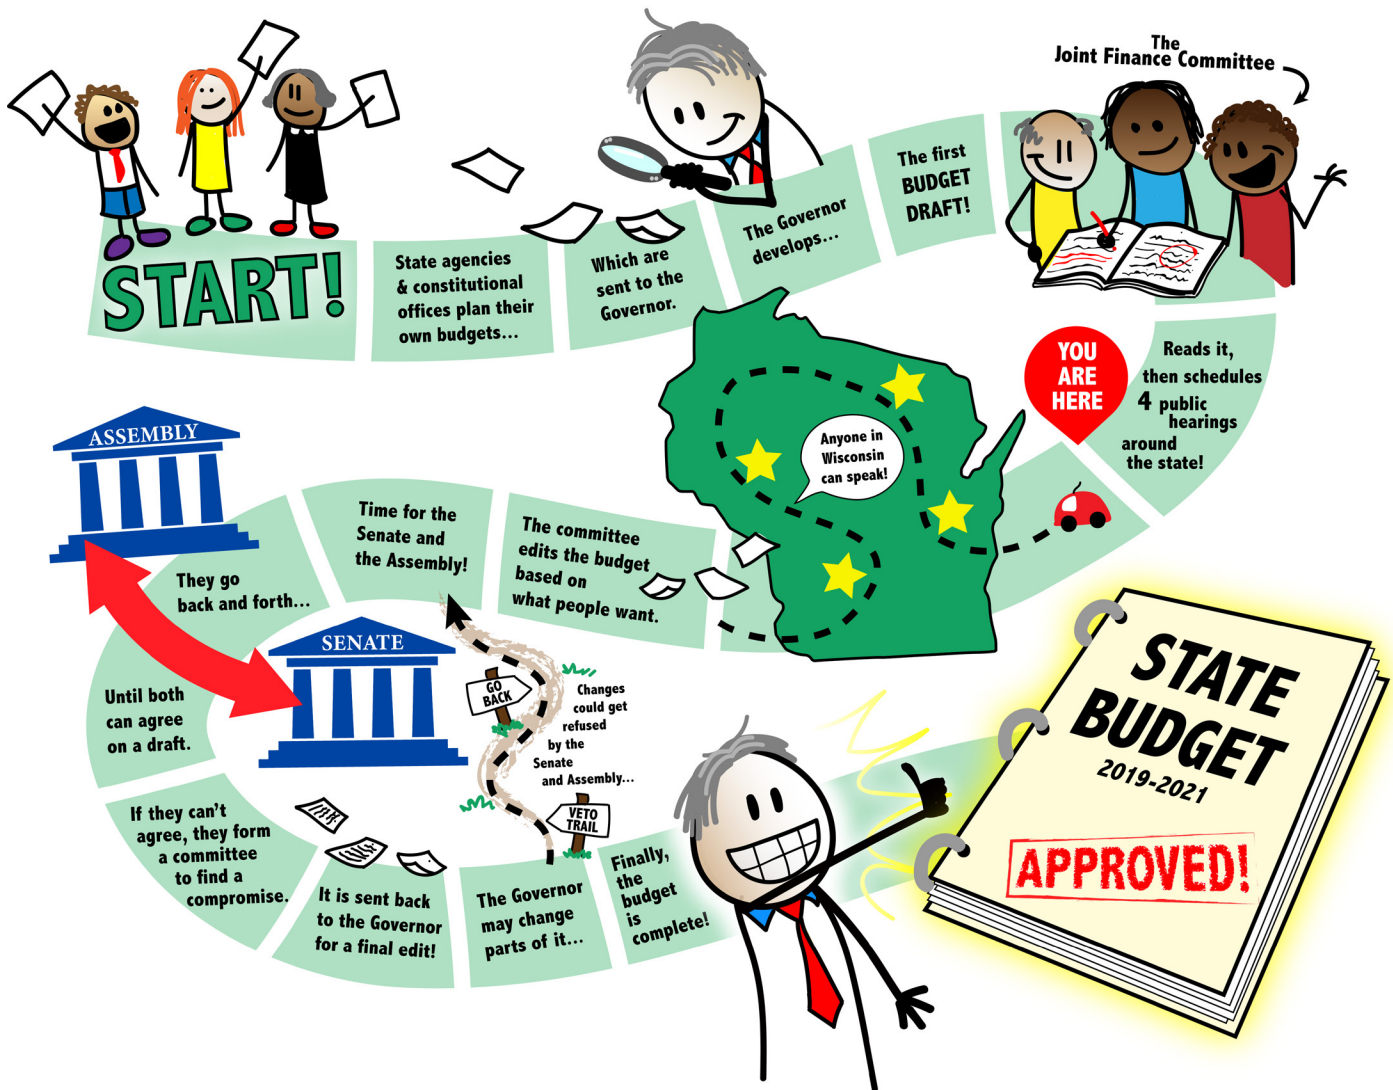 START!
State agencies
& constitutional
offices plan their
own budgets...
Which are
sent to the
Governor.
The Governor
develops...
The first
BUDGET
DRAFT!
The
Joint Finance Committee
Reads it,
then schedules
4 public
hearings
around
the state!
YOU
ARE
HERE
Anyone in
Wisconsin
can speak!
The committee
edits the budget
based on
what people want.
Time for the
Senate and
the Assembly!
ASSEMBLY
They go
back and forth...
SENATE
Until both
can agree
on a draft.
If they can't
agree, they form
a committee
to find a
compromise.
It is sent back
to the Governor
for a final edit!
The Governor
may change
parts of it...
VETO
TRAIL
Changes
could get
refused
by the
Senate
and Assembly...
GO
BACK
Finally,
the
budget
is
complete!
STATE
BUDGET
2019-2021
APPROVED!